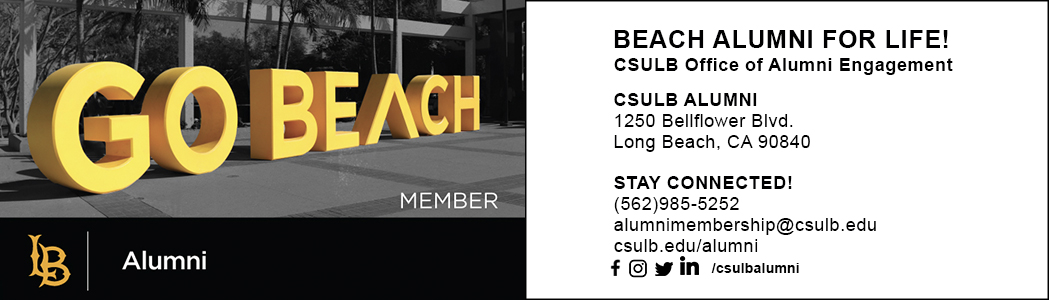 GO BEACH
MEMBER
LB
Alumni
BEACH ALUMNI FOR LIFE!
CSULB Office of Alumni Engagement
CSULB ALUMNI
1250 Bellflower Blvd.
Long Beach, CA 90840
STAY CONNECTED!
(562)985-5252
alumnimembership@csulb.edu
csulb.edu/alumni
/csulbalumni